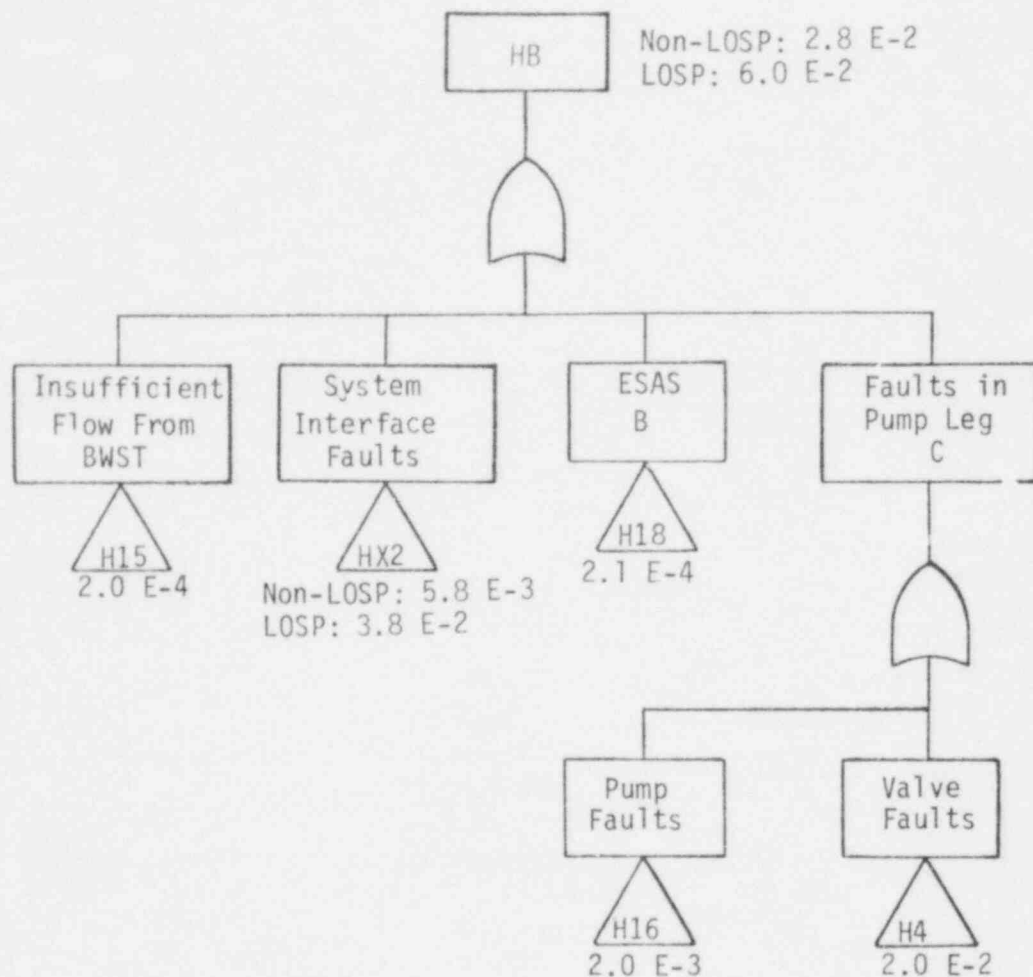 HB
Non-LOSP: 2.8 E-2
LOSP: 6.0 E-2
Insufficient
Flow From
BWST
H15
2.0 E-4
System
Interface
Faults
HX2
Non-LOSP: 5.8 E-3
LOSP: 3.8 E-2
ESAS
B
H18
2.1 E-4
Faults in
Pump Leg
C
Pump
Faults
H16
2.0 E-3
Valve
Faults
H4
2.0 E-2